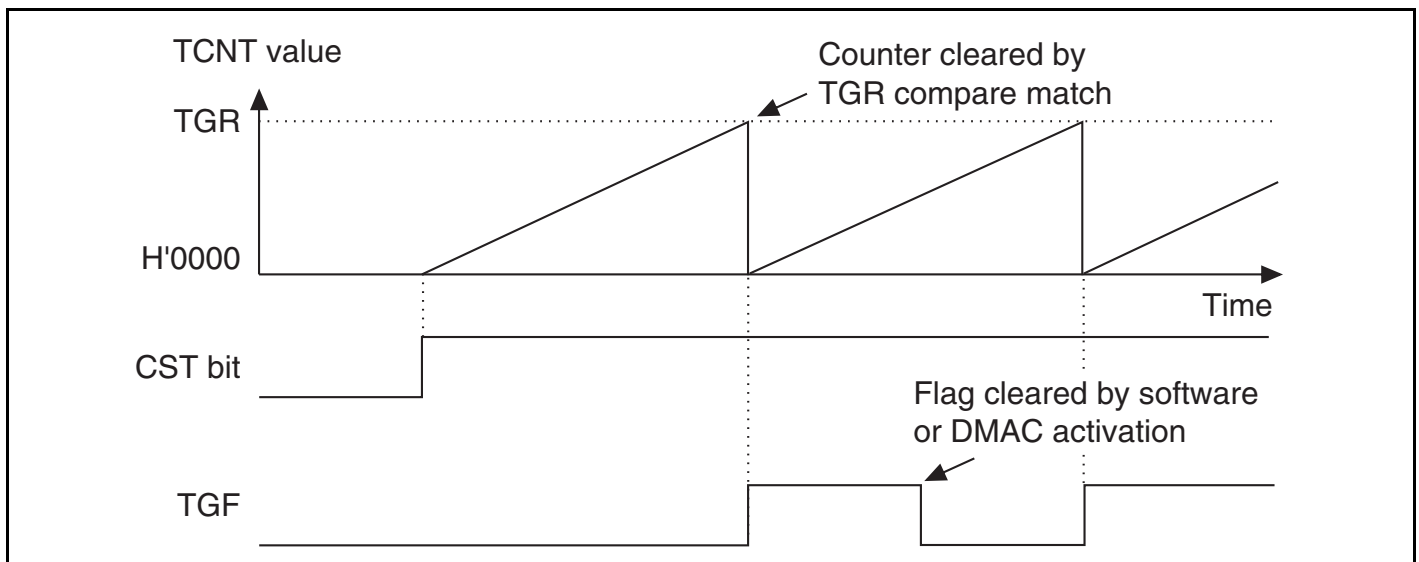 TCNT value
Counter cleared by
TGR compare match
TGR
H'0000
Time
CST bit
Flag cleared by software
or DMAC activation
TGF